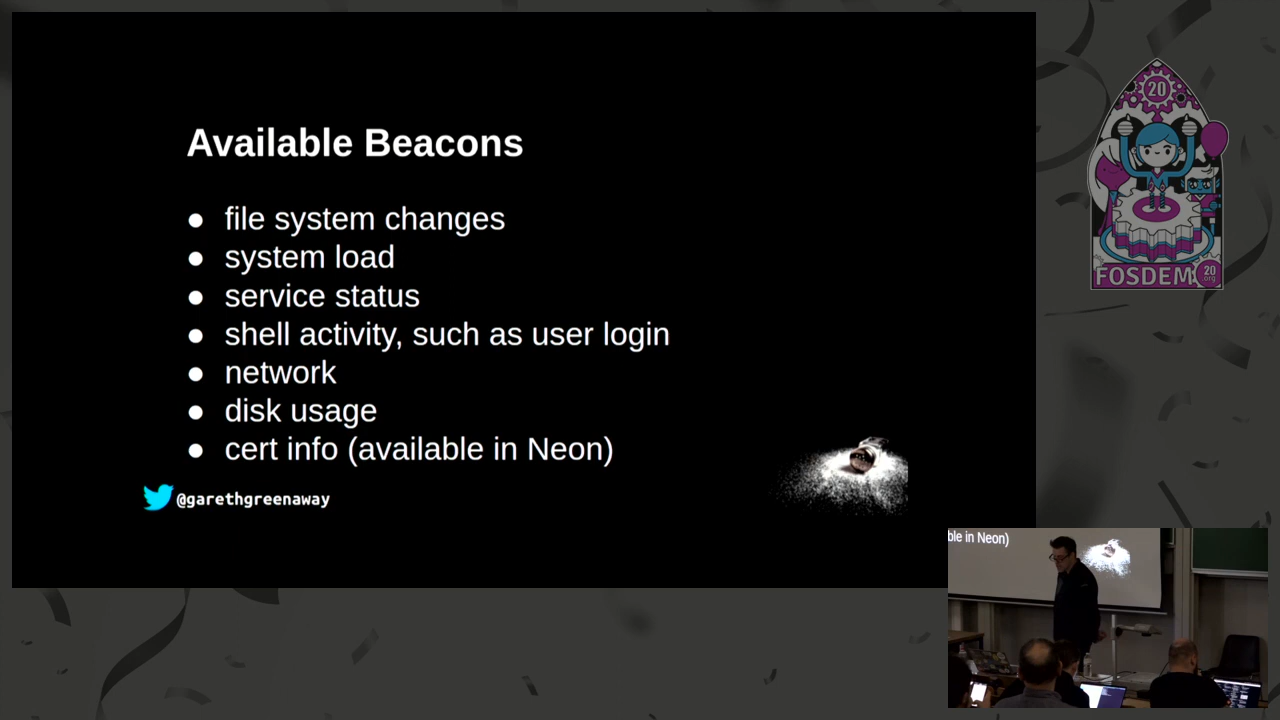 Available Beacons
● file system changes
● system load
● service status
● shell activity, such as user login
● network
● disk usage
● cert info (available in Neon)
@garethgreenaway
20
FOSDEM
20
org
ble in Neon)